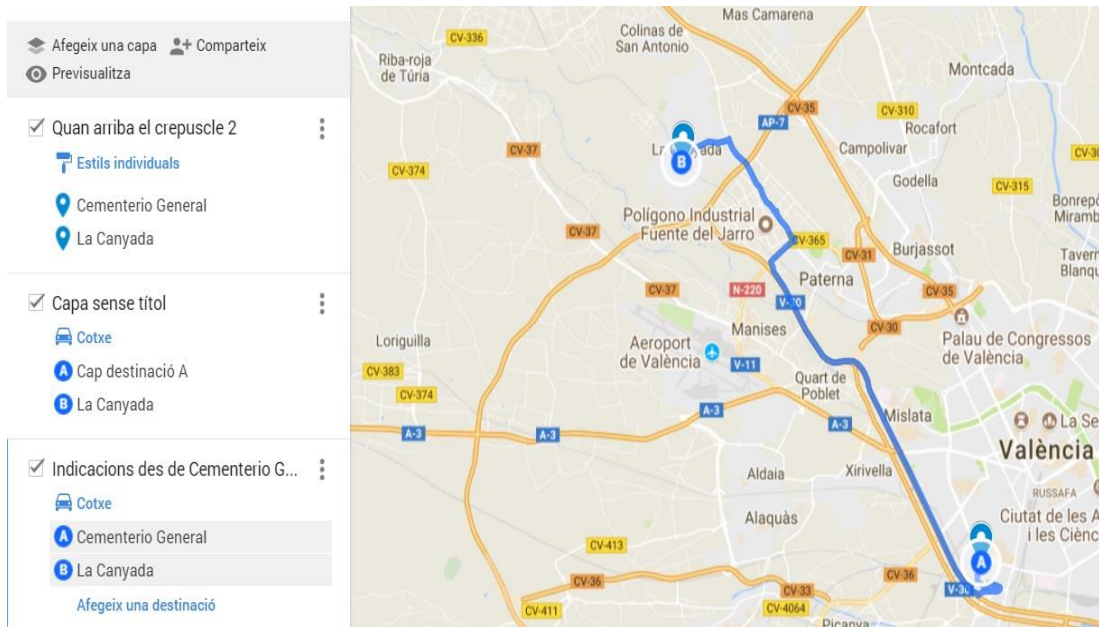 Afegeix una capa Comparteix
Previsualitza
Quan arriba el crepuscle 2
Estils individuals
Cementerio General
La Canyada
Capa sense títol
Cotxe
A Cap destinació A
B La Canyada
Indicacions des de Cementerio G...
Cotxe
A Cementerio General
B La Canyada
Afegeix una destinació
Mas Camarena
Colinas de
San Antonio
CV-336
Riba-roja
de Túria
Montcada
CV-35
CV-310
AP-7
Rocafort
Campolivar
CV-37
CV-374
B
Godella
CV-315
Polígono Industrial
Fuente del Jarro
CV-37
CV-365
CV-31
Burjassot
Paterna
N-220
CV-37
CV-35
Manises
CV-30
Loriguilla
Aeroport
de València
V-11
Palau de Congressos
de València
CV-383
CV-374
Quart de
Poblet
A-3
A-3
A-3
A-3
Mislata
València
Aldaia
Xirivella
RUSSAFA
Alaquàs
CV-413
A
CV-36
CV-36
CV-33
V-30
CV-411
CV-4064
Picanya